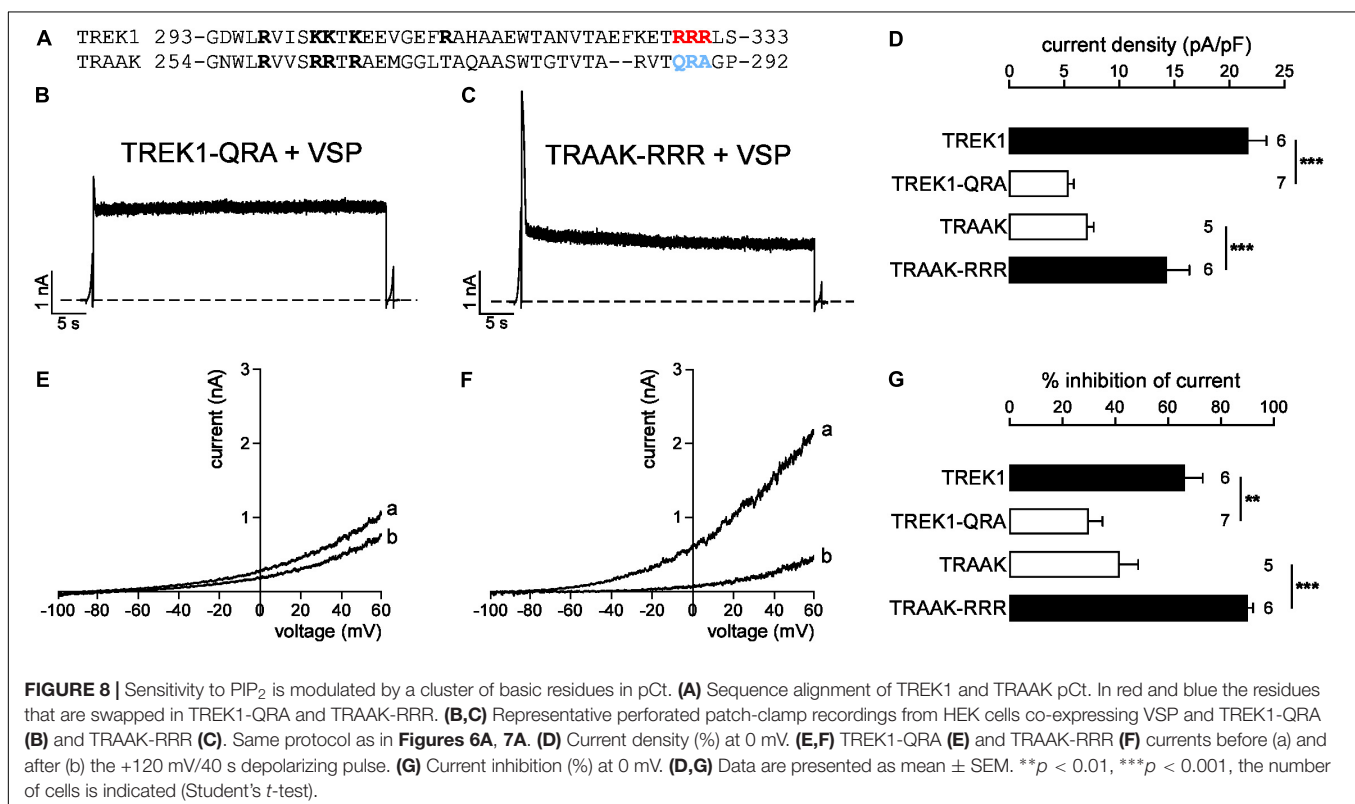 A TREK1 293-GDWLRVISKKTKEEVGEFRAHAAEWTANVTAEFKETRRRLS-333
TRAAK 254-GNWLRVVSRRTRAEMGGLTAQAASWTGTVTA--RVTQRAGP-292
B
TREK1-QRA + VSP
1 nA
5 s
C
TRAAK-RRR + VSP
1 nA
5 s
D
current density (pA/pF)
0 5 10 15 20 25
TREK1 6
TREK1-QRA 7
***
TRAAK 5
TRAAK-RRR 6
***
E
current (nA)
3
2
1
a
b
-100 -80 -60 -40 -20 0 20 40 60
voltage (mV)
F
current (nA)
3
2
1
a
b
-100 -80 -60 -40 -20 0 20 40 60
voltage (mV)
G
% inhibition of current
0 20 40 60 80 100
TREK1 6
TREK1-QRA 7
**
TRAAK 5
TRAAK-RRR 6
***
FIGURE 8 | Sensitivity to PIP2 is modulated by a cluster of basic residues in pCt. (A) Sequence alignment of TREK1 and TRAAK pCt. In red and blue the residues
that are swapped in TREK1-QRA and TRAAK-RRR. (B,C) Representative perforated patch-clamp recordings from HEK cells co-expressing VSP and TREK1-QRA
(B) and TRAAK-RRR (C). Same protocol as in Figures 6A, 7A. (D) Current density (%) at 0 mV. (E,F) TREK1-QRA (E) and TRAAK-RRR (F) currents before (a) and
after (b) the +120 mV/40 s depolarizing pulse. (G) Current inhibition (%) at 0 mV. (D,G) Data are presented as mean ± SEM. **p < 0.01, ***p < 0.001, the number
of cells is indicated (Student's t-test).